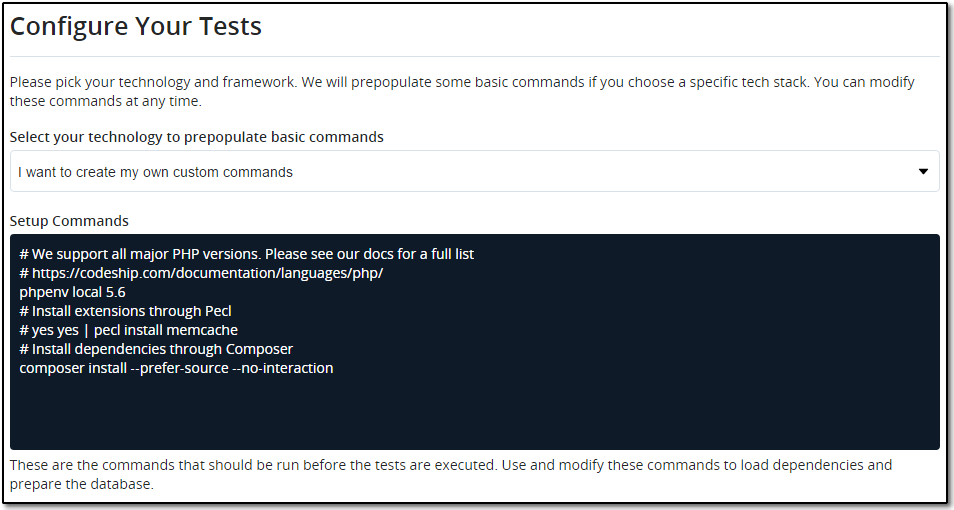 Configure Your Tests
Please pick your technology and framework. We will prepopulate some basic commands if you choose a specific tech stack. You can modify
these commands at any time.
Select your technology to prepopulate basic commands
I want to create my own custom commands
Setup Commands
# We support all major PHP versions. Please see our docs for a full list
# https://codeship.com/documentation/languages/php/
phpenv local 5.6
# Install extensions through Pecl
# yes yes | pecl install memcache
# Install dependencies through Composer
composer install --prefer-source --no-interaction
These are the commands that should be run before the tests are executed. Use and modify these commands to load dependencies and
prepare the database.